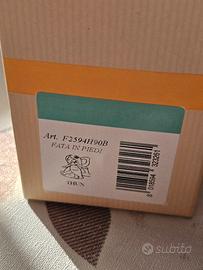 Art. F2594H90B
FATA IN PIEDI
THUN
subito